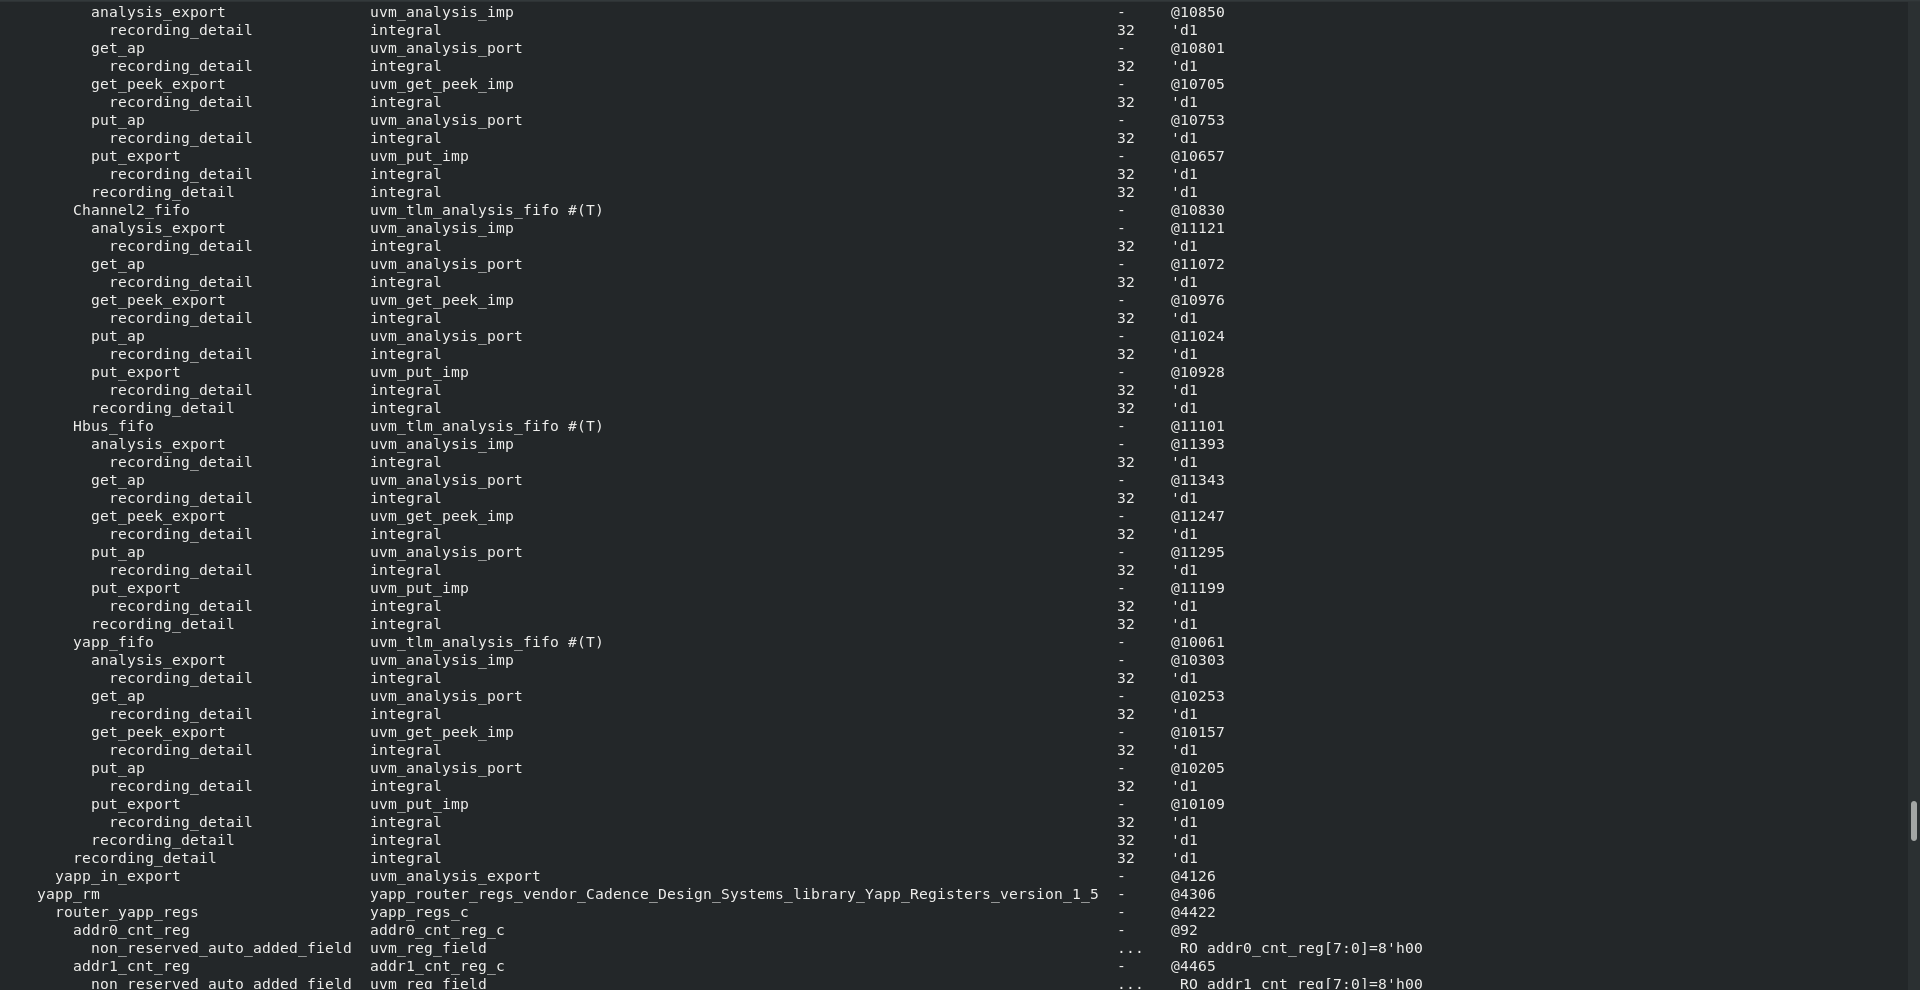 analysis_export uvm_analysis_imp - @10850
recording_detail integral 32 'd1
get_ap uvm_analysis_port - @10801
recording_detail integral 32 'd1
get_peek_export uvm_get_peek_imp - @10705
recording_detail integral 32 'd1
put_ap uvm_analysis_port - @10753
recording_detail integral 32 'd1
put_export uvm_put_imp - @10657
recording_detail integral 32 'd1
recording_detail integral 32 'd1
Channel2_fifo uvm_tlm_analysis_fifo #(T) - @10830
analysis_export uvm_analysis_imp - @11121
recording_detail integral 32 'd1
get_ap uvm_analysis_port - @11072
recording_detail integral 32 'd1
get_peek_export uvm_get_peek_imp - @10976
recording_detail integral 32 'd1
put_ap uvm_analysis_port - @11024
recording_detail integral 32 'd1
put_export uvm_put_imp - @10928
recording_detail integral 32 'd1
recording_detail integral 32 'd1
Hbus_fifo uvm_tlm_analysis_fifo #(T) - @11101
analysis_export uvm_analysis_imp - @11393
recording_detail integral 32 'd1
get_ap uvm_analysis_port - @11343
recording_detail integral 32 'd1
get_peek_export uvm_get_peek_imp - @11247
recording_detail integral 32 'd1
put_ap uvm_analysis_port - @11295
recording_detail integral 32 'd1
put_export uvm_put_imp - @11199
recording_detail integral 32 'd1
recording_detail integral 32 'd1
yapp_fifo uvm_tlm_analysis_fifo #(T) - @10061
analysis_export uvm_analysis_imp - @10303
recording_detail integral 32 'd1
get_ap uvm_analysis_port - @10253
recording_detail integral 32 'd1
get_peek_export uvm_get_peek_imp - @10157
recording_detail integral 32 'd1
put_ap uvm_analysis_port - @10205
recording_detail integral 32 'd1
put_export uvm_put_imp - @10109
recording_detail integral 32 'd1
recording_detail integral 32 'd1
recording_detail integral 32 'd1
yapp_in_export uvm_analysis_export - @4126
yapp_rm yapp_router_regs_vendor_Cadence_Design_Systems_library_Yapp_Registers_version_1_5 - @4306
router_yapp_regs yapp_regs_c - @4422
addr0_cnt_reg addr0_cnt_reg_c - @92
non_reserved_auto_added_field uvm_reg_field ... RO addr0_cnt_reg[7:0]=8'h00
addr1_cnt_reg addr1_cnt_reg_c - @4465
non_reserved_auto_added_field uvm_reg_field ... RO addr1_cnt_reg[7:0]=8'h00